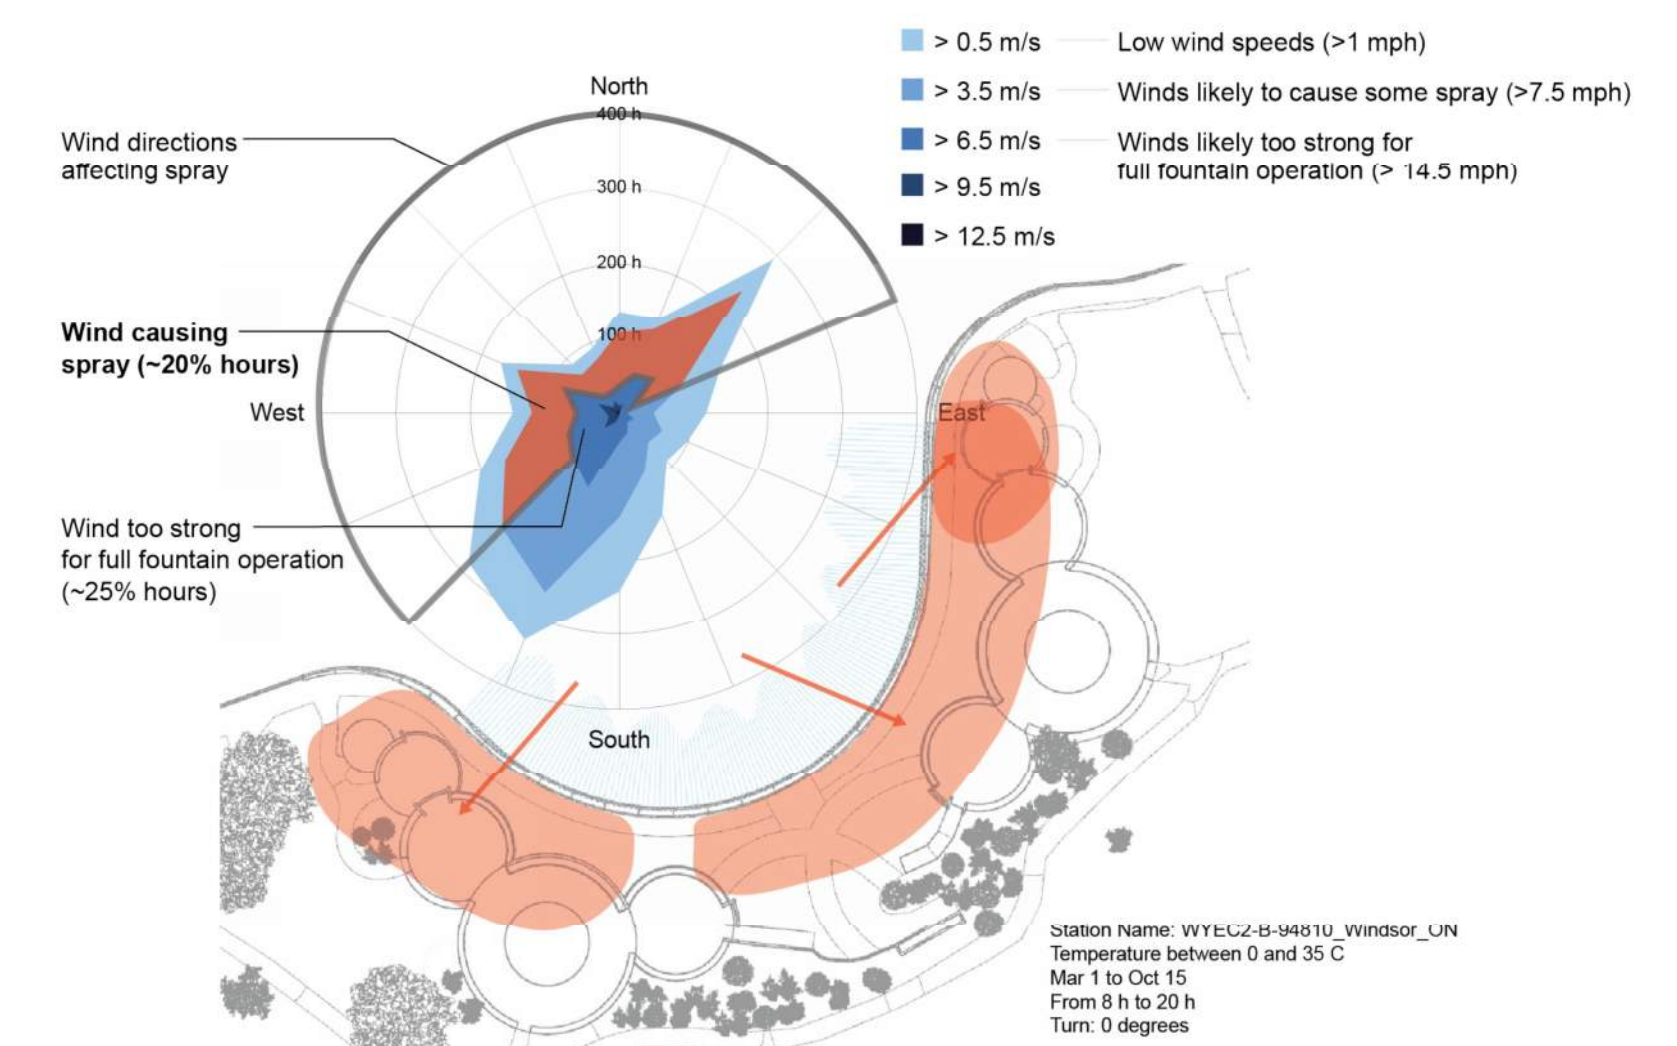 > 0.5 m/s
Low wind speeds (>1 mph)
> 3.5 m/s
Winds likely to cause some spray (>7.5 mph)
> 6.5 m/s
Winds likely too strong for
full fountain operation (> 14.5 mph)
> 9.5 m/s
> 12.5 m/s
North
400 h
300 h
200 h
100 h
Wind directions
affecting spray
Wind causing
spray (~20% hours)
West
East
Wind too strong
for full fountain operation
(~25% hours)
South
Station Name: WYEC2-B-94810_Windsor_ON
Temperature between 0 and 35 C
Mar 1 to Oct 15
From 8 h to 20 h
Turn: 0 degrees